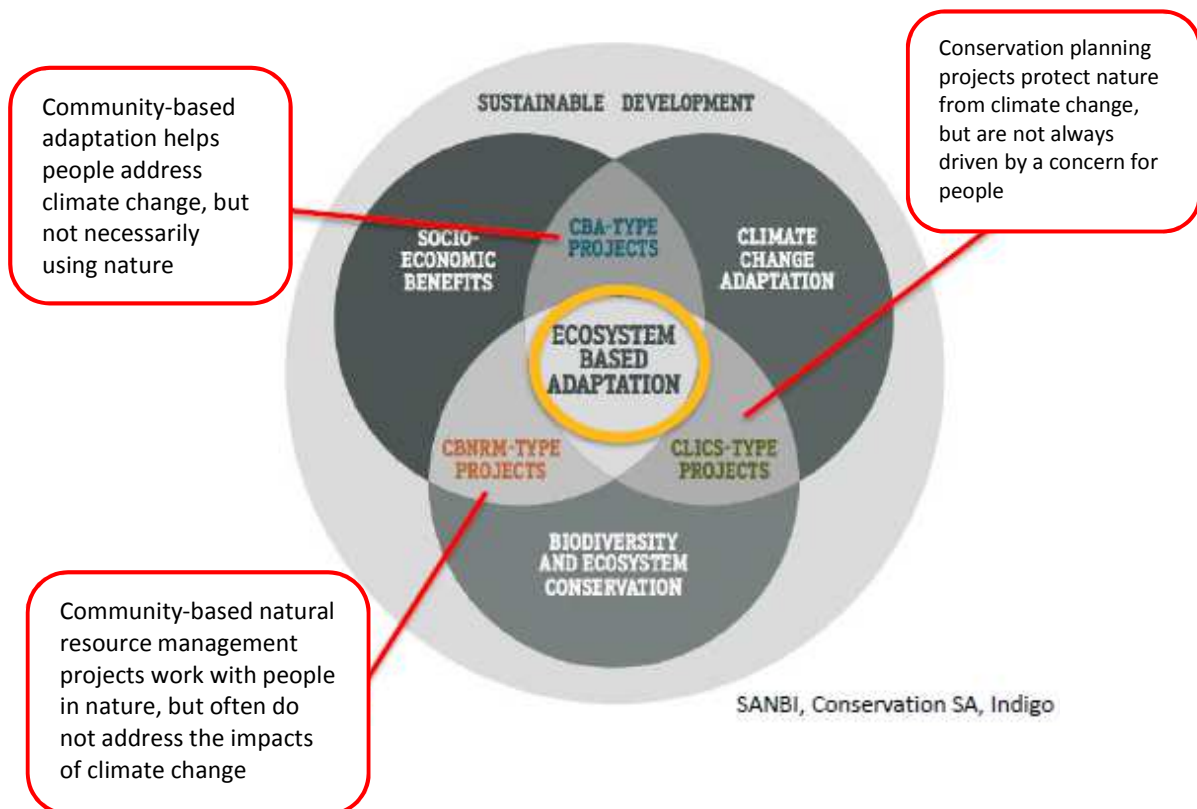 Community-based
adaptation helps
people address
climate change, but
not necessarily
using nature
Conservation planning
projects protect nature
from climate change,
but are not always
driven by a concern for
people
SUSTAINABLE DEVELOPMENT
SOCIO-
ECONOMIC
BENEFITS
CBA-TYPE
PROJECTS
CLIMATE
CHANGE
ADAPTATION
ECOSYSTEM
BASED
ADAPTATION
CBNRM-TYPE
PROJECTS
CLICS-TYPE
PROJECTS
BIODIVERSITY
AND ECOSYSTEM
CONSERVATION
Community-based natural
resource management
projects work with people
in nature, but often do
not address the impacts
of climate change
SANBI, Conservation SA, Indigo